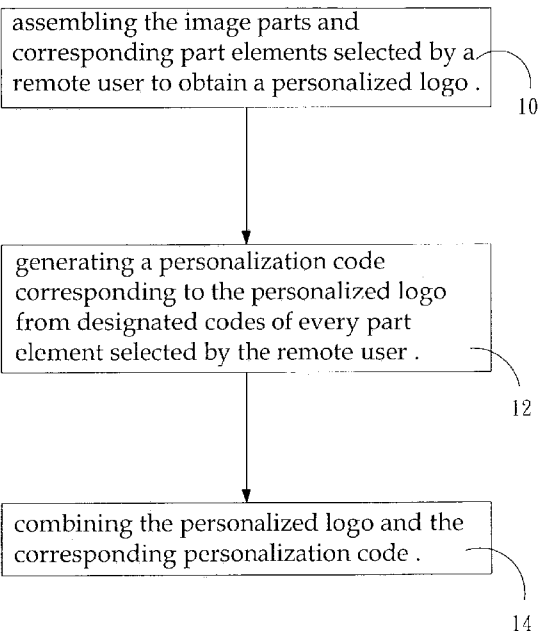 assembling the image parts and
corresponding part elements selected by a
remote user to obtain a personalized logo .
10
generating a personalization code
corresponding to the personalized logo
from designated codes of every part
element selected by the remote user .
12
combining the personalized logo and the
corresponding personalization code .
14